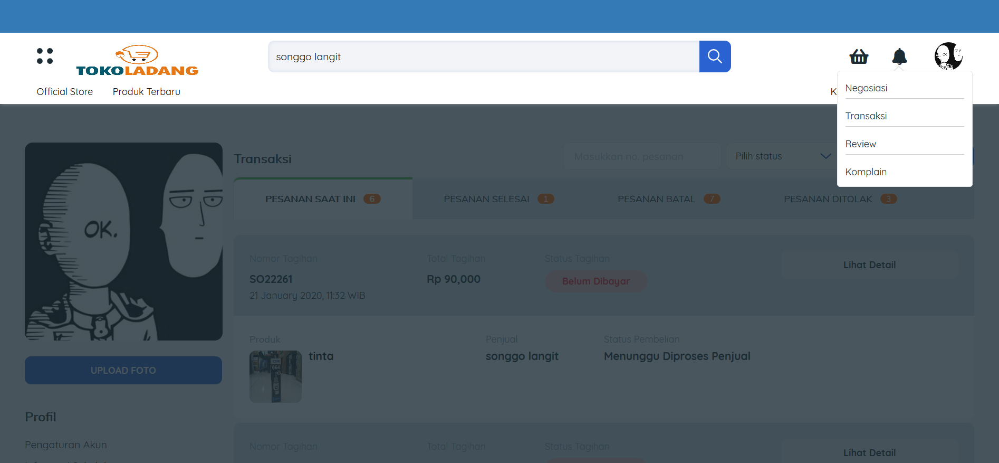 songgo langit
TOKOLADANG
Official Store
Produk Terbaru
K
Negosiasi
Transaksi
Review
Komplain
Transaksi
Masukkan no. pesanan
Pilih status
PESANAN SAAT INI 6
PESANAN SELESAI 1
PESANAN BATAL 7
PESANAN DITOLAK 3
OK.
Nomor Tagihan
Total Tagihan
Status Tagihan
Lihat Detail
SO22261
Rp 90,000
Belum Dibayar
21 January 2020, 11:32 WIB
Produk
Penjual
Status Pembelian
tinta
songgo langit
Menunggu Diproses Penjual
664
UPLOAD FOTO
Profil
Pengaturan Akun
Nomor Tagihan
Total Tagihan
Status Tagihan
Lihat Detail